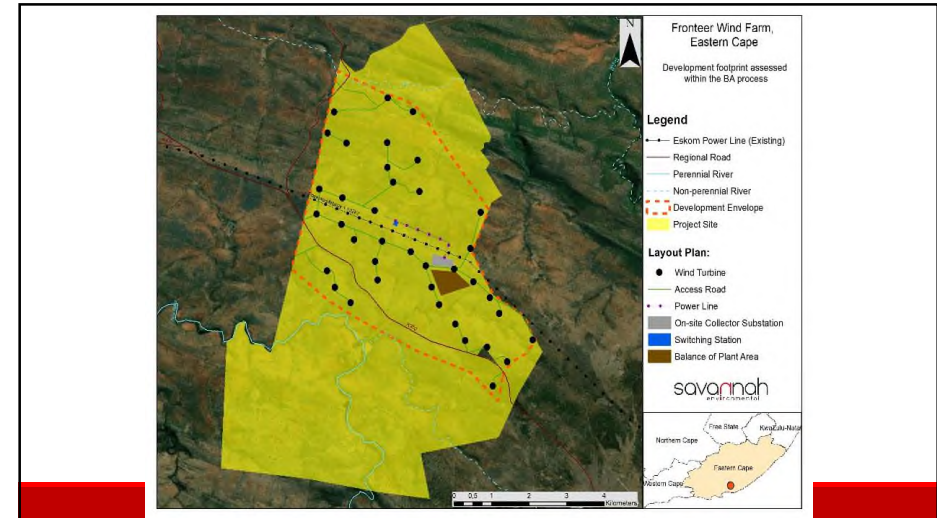 N
Fronteer Wind Farm,
Eastern Cape
Development footprint assessed
within the BA process
Legend
Eskom Power Line (Existing)
Regional Road
Perennial River
Non-perennial River
Development Envelope
Project Site
Layout Plan:
Wind Turbine
Access Road
Power Line
On-site Collector Substation
Switching Station
Balance of Plant Area
savannah
environmental
Free State
KwaZulu-Natal
Northern Cape
Eastern Cape
Western Cape
0 0,5 1 2 3 4
Kilometers